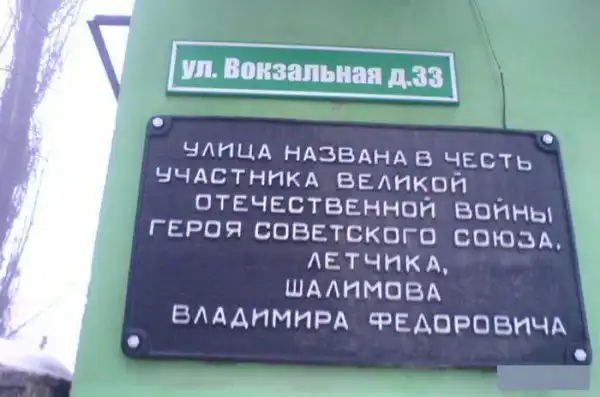 ул. Вокзальная д.33
УЛИЦА НАЗВАНА В ЧЕСТЬ
УЧАСТНИКА ВЕЛИКОЙ
ОТЕЧЕСТВЕННОЙ ВОЙНЫ
ГЕРОЯ СОВЕТСКОГО СОЮЗА,
ЛЕТЧИКА,
ШАЛИМОВА
ВЛАДИМИРА ФЕДОРОВИЧА